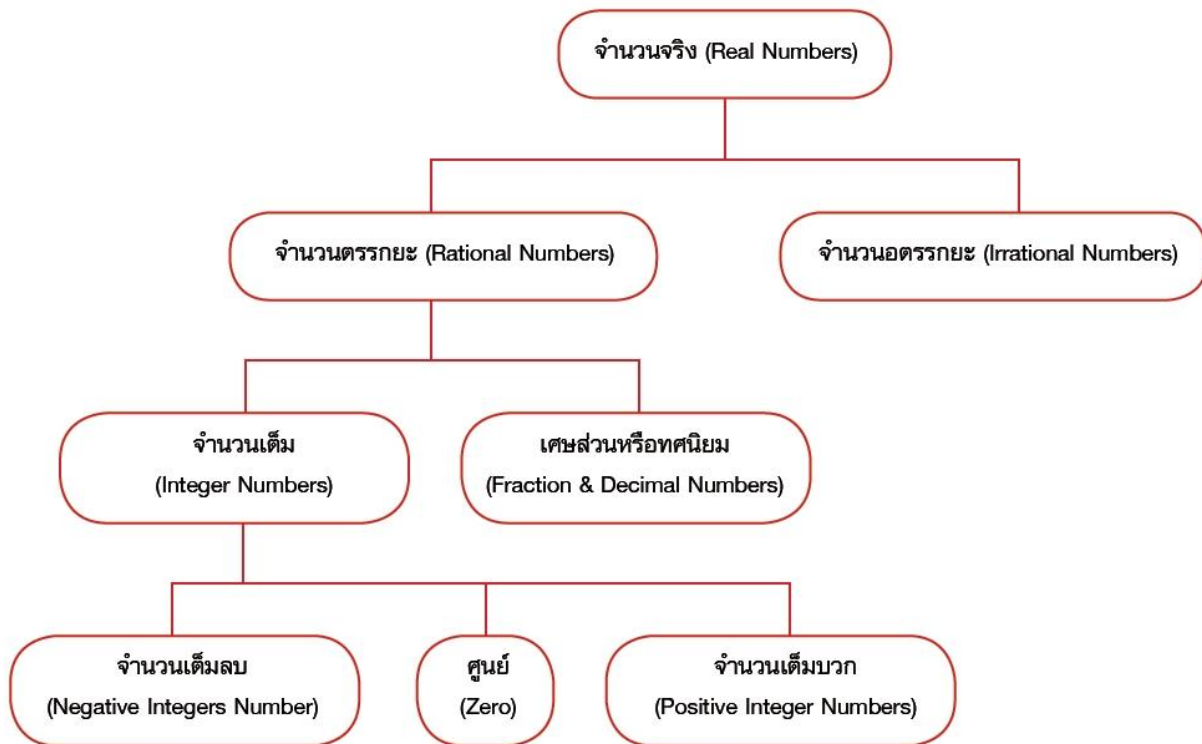 จำนวนจริง (Real Numbers)
จำนวนตรรกยะ (Rational Numbers)
จำนวนอตรรกยะ (Irrational Numbers)
จำนวนเต็ม
(Integer Numbers)
เศษส่วนหรือทศนิยม
(Fraction & Decimal Numbers)
จำนวนเต็มลบ
(Negative Integers Number)
ศูนย์
(Zero)
จำนวนเต็มบวก
(Positive Integer Numbers)